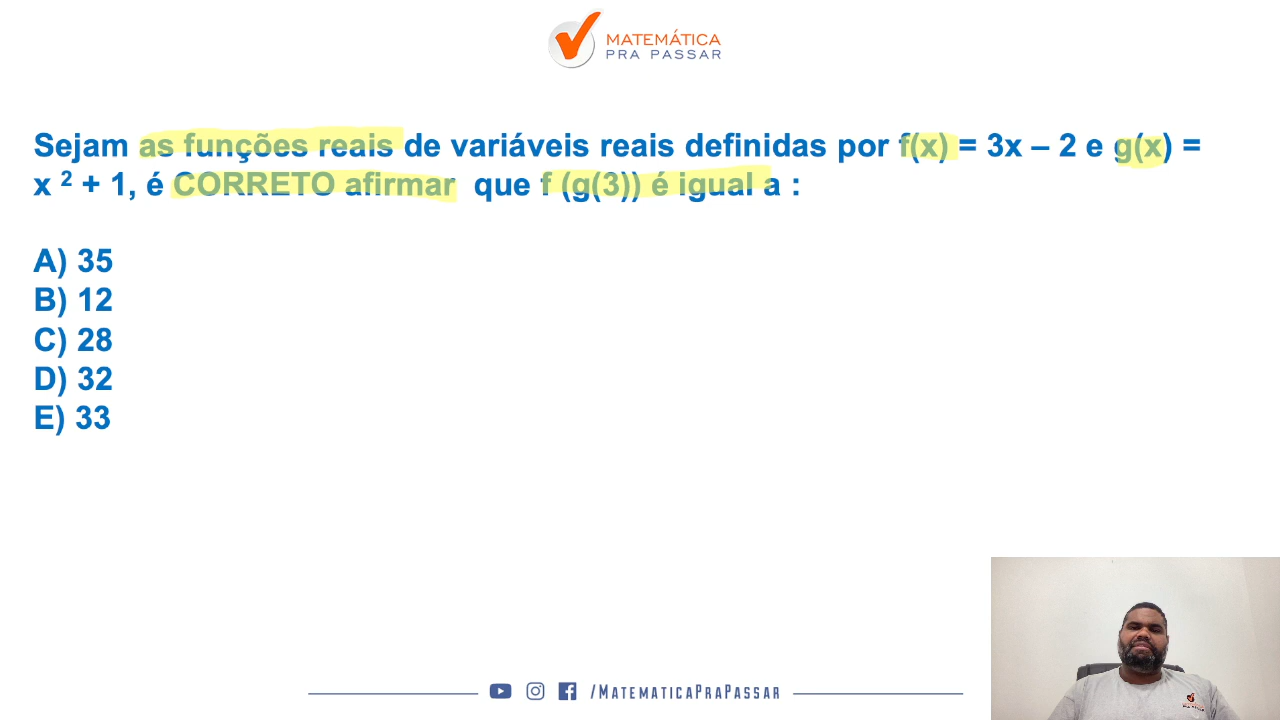 MATEMÁTICA
PRA PASSAR
Sejam as funções reais de variáveis reais definidas por f(x) = 3x – 2 e g(x) =
x ² + 1, é CORRETO afirmar que f (g(3)) é igual a :
A) 35
B) 12
C) 28
D) 32
E) 33
/MATEMATICAPRAPASSAR